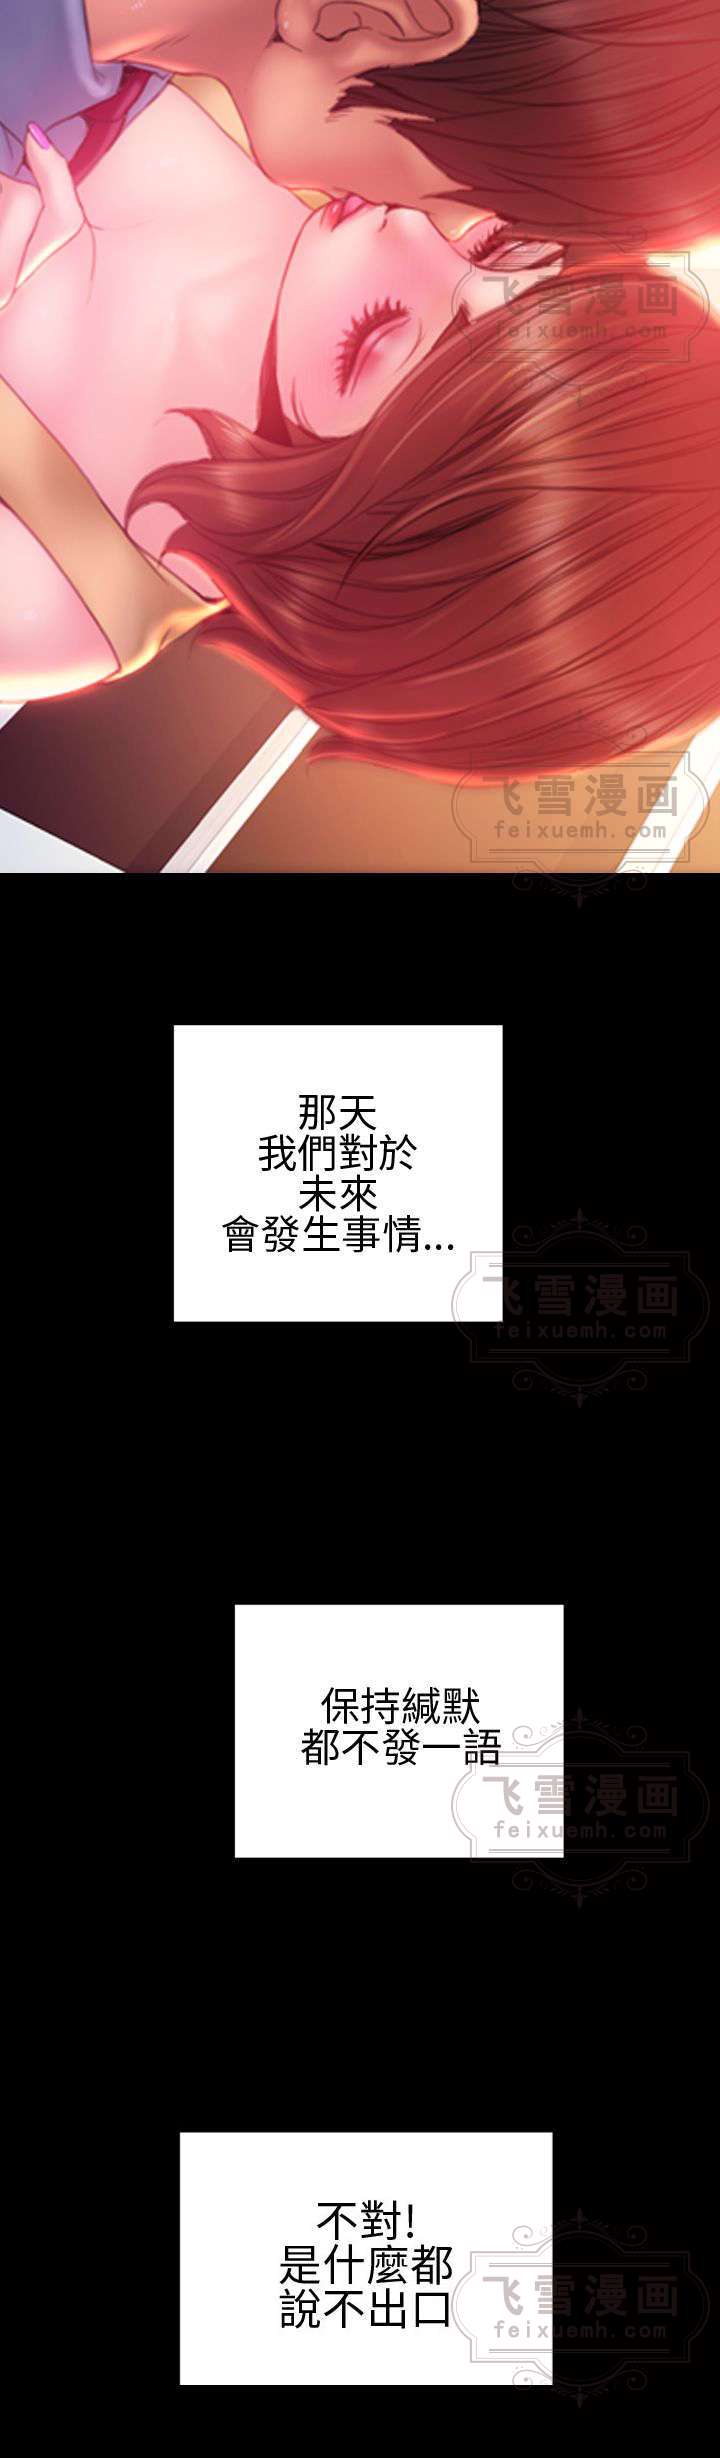 飞雪漫画
feixuemh.com
飞雪漫画
feixuemh.com
那天
我們對於
未來
會發生事情...
飞雪漫画
feixuemh.com
保持緘默
都不發一語
飞雪漫画
feixuemh.com
不對!
是什麼都
說不出口
飞雪漫画
feixuemh.com